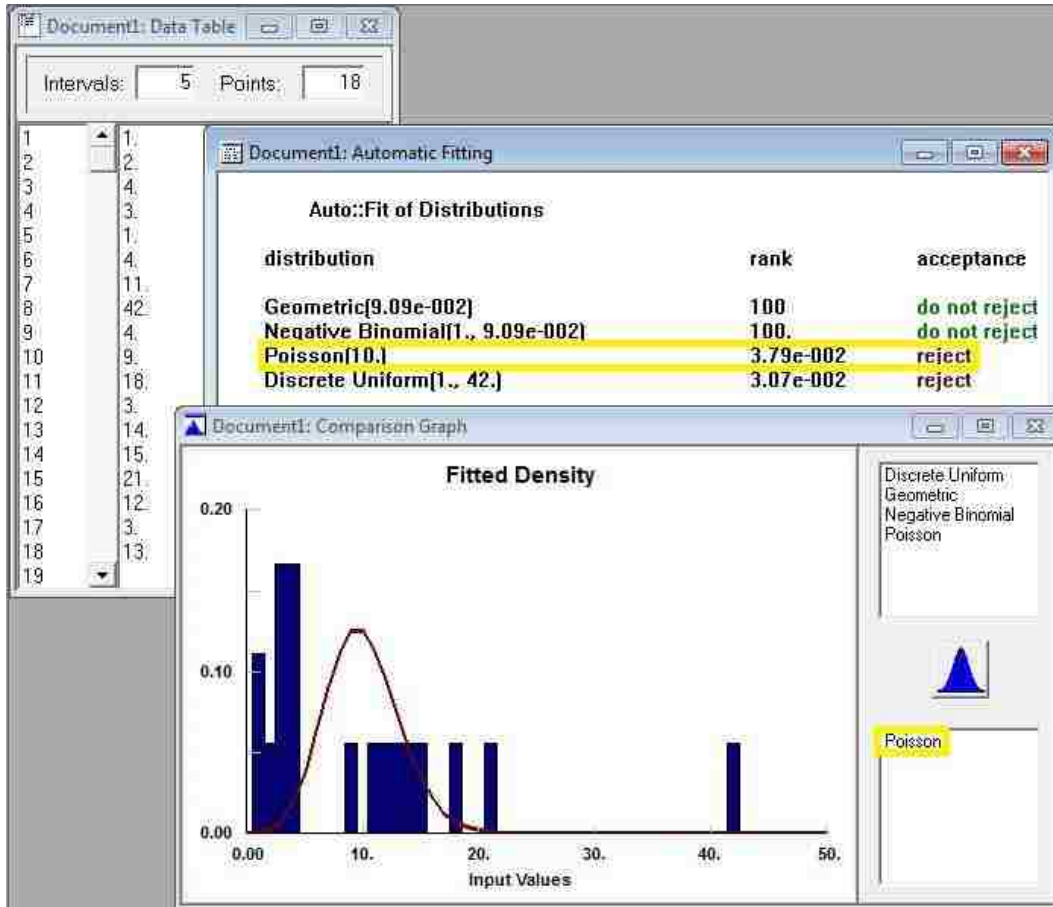 Document1: Data Table
Intervals: 5 Points: 18
1 1.
2 2.
3 4.
4 3.
5 1.
6 4.
7 11.
8 42.
9 4.
10 9.
11 18.
12 3.
13 14.
14 15.
15 21.
16 12.
17 3.
18 13.
19
Document1: Automatic Fitting
Auto::Fit of Distributions
distribution rank acceptance
Geometric(9.09e-002) 100 do not reject
Negative Binomial(1., 9.09e-002) 100. do not reject
Poisson(10.) 3.79e-002 reject
Discrete Uniform(1., 42.) 3.07e-002 reject
Document1: Comparison Graph
Fitted Density
0.20
0.10
0.00
0.00 10. 20. 30. 40. 50.
Input Values
Discrete Uniform
Geometric
Negative Binomial
Poisson
Poisson